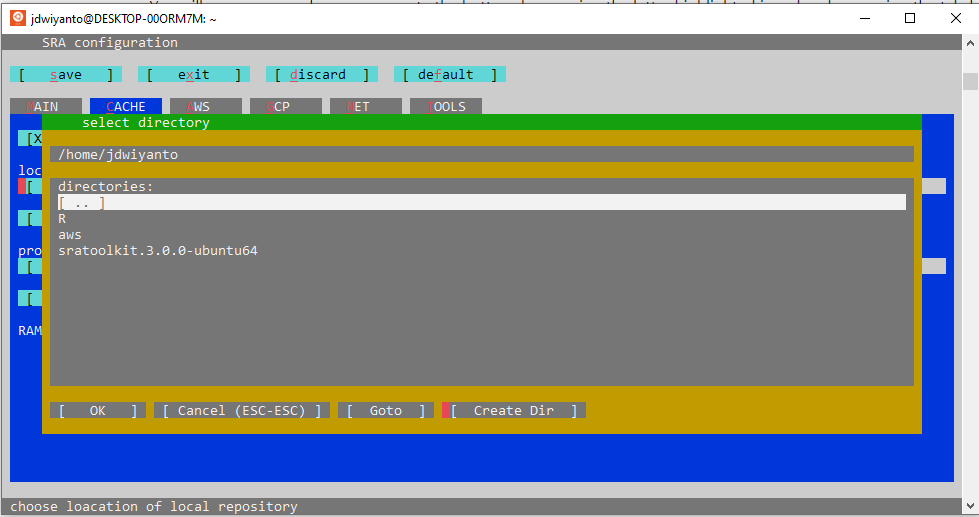 jdwiyanto@DESKTOP-00ORM7M: ~
SRA configuration
[ save ] [ exit ] [ discard ] [ default ]
MAIN CACHE AWS GCP NET TOOLS
select directory
[X
/home/jdwiyanto
loc
directories:
[ [ .. ]
[ R
aws
pro sratoolkit.3.0.0-ubuntu64
[
[
RAM
[ OK ] [ Cancel (ESC-ESC) ] [ Goto ] [ Create Dir ]
choose loacation of local repository